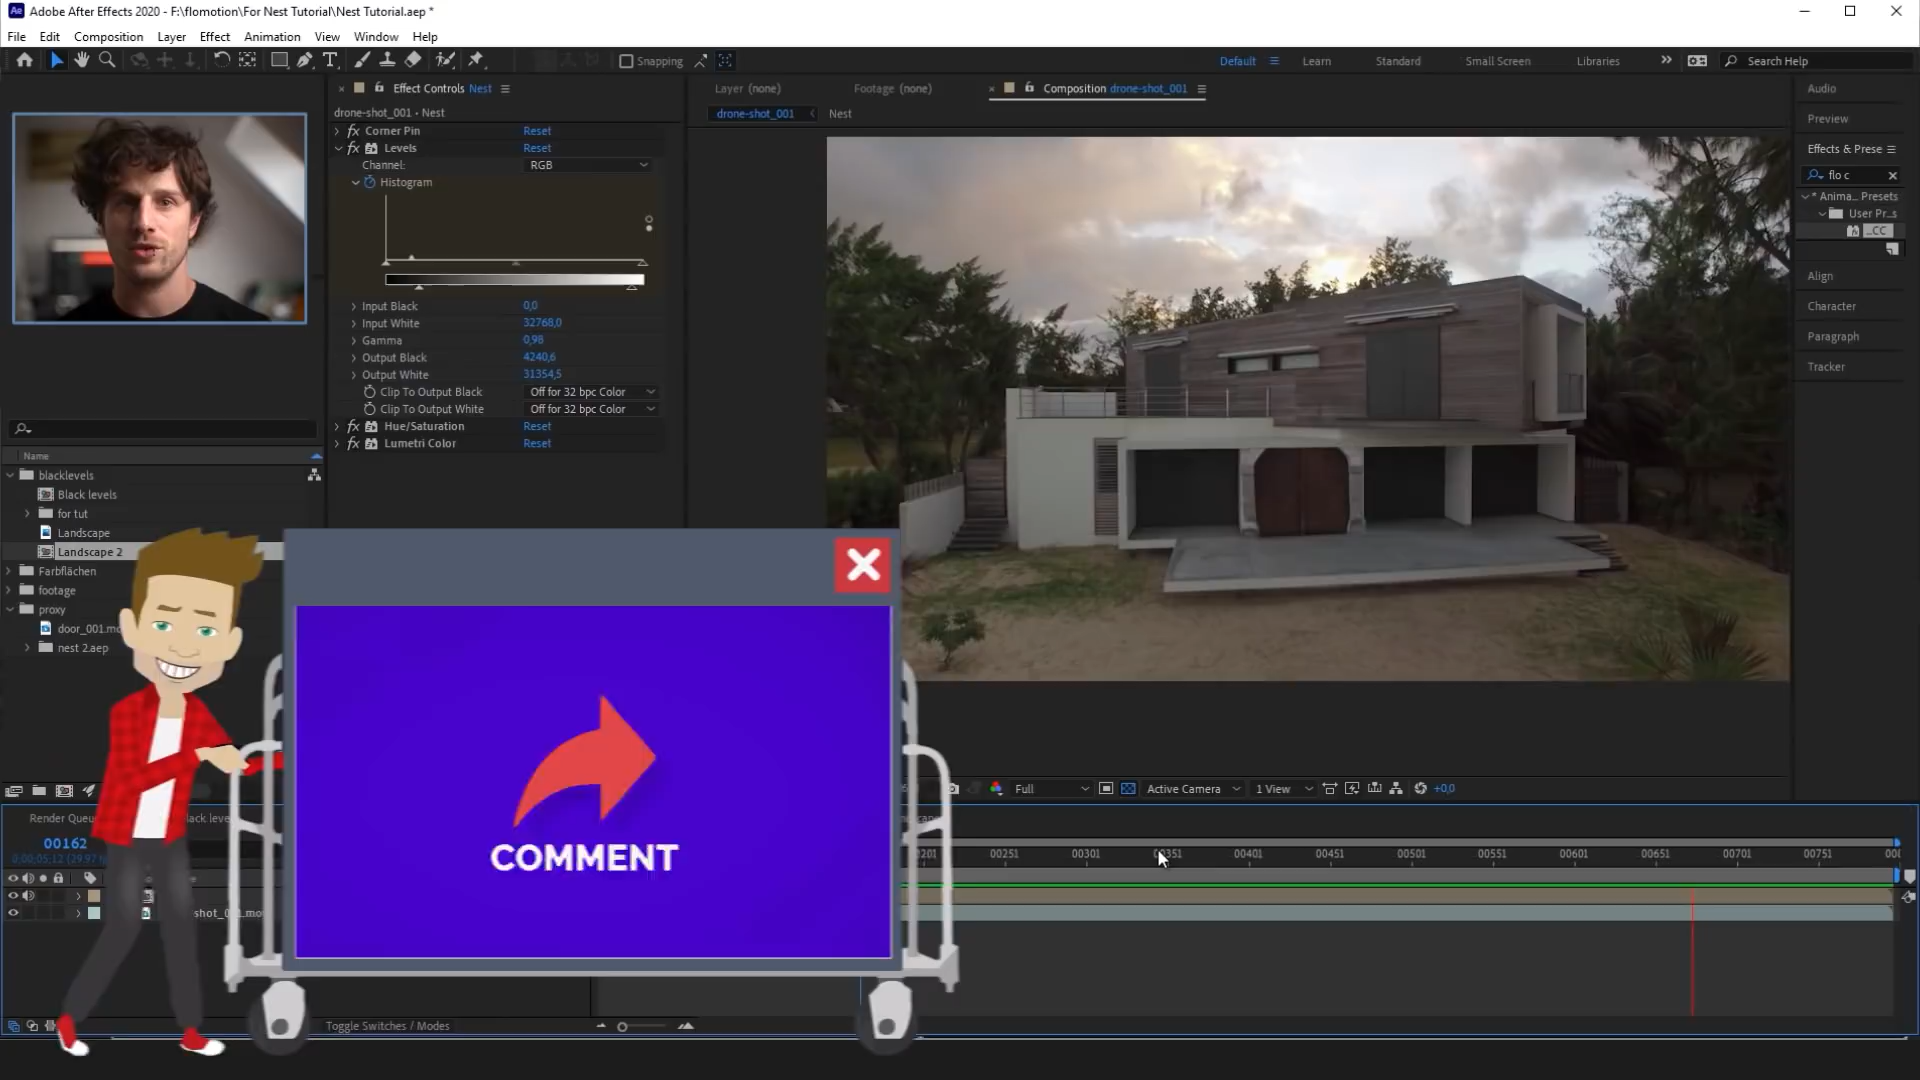 Adobe After Effects 2020 - F:\flomotion\For Nest Tutorial\Nest Tutorial.aep *
File Edit Composition Layer Effect Animation View Window Help
Snapping
Default Learn Standard Small Screen Libraries Search Help
Effect Controls Nest
Layer (none) Footage (none) Composition drone-shot_001
Audio
drone-shot_001 • Nest
drone-shot_001 Nest
Preview
fx Corner Pin Reset
fx Levels Reset
Effects & Prese
Channel: RGB
flo c
Histogram
* Anima... Presets
User Pr...s
...CC
Align
Input Black 0,0
Character
Input White 32768,0
Gamma 0,98
Paragraph
Output Black 4240,6
Tracker
Output White 31354,5
Clip To Output Black Off for 32 bpc Color
Clip To Output White Off for 32 bpc Color
fx Hue/Saturation Reset
fx Lumetri Color Reset
Name
blacklevels
Black levels
for tut
Landscape
Landscape 2
Farbflächen
footage
proxy
door_001.mo
nest 2.aep
COMMENT
Full Active Camera 1 View +0,0
Render Queu
00162
0;00;05;12 (29.97 f
00251 00301 00351 00401 00451 00501 00551 00601 00651 00701 00751
Toggle Switches / Modes